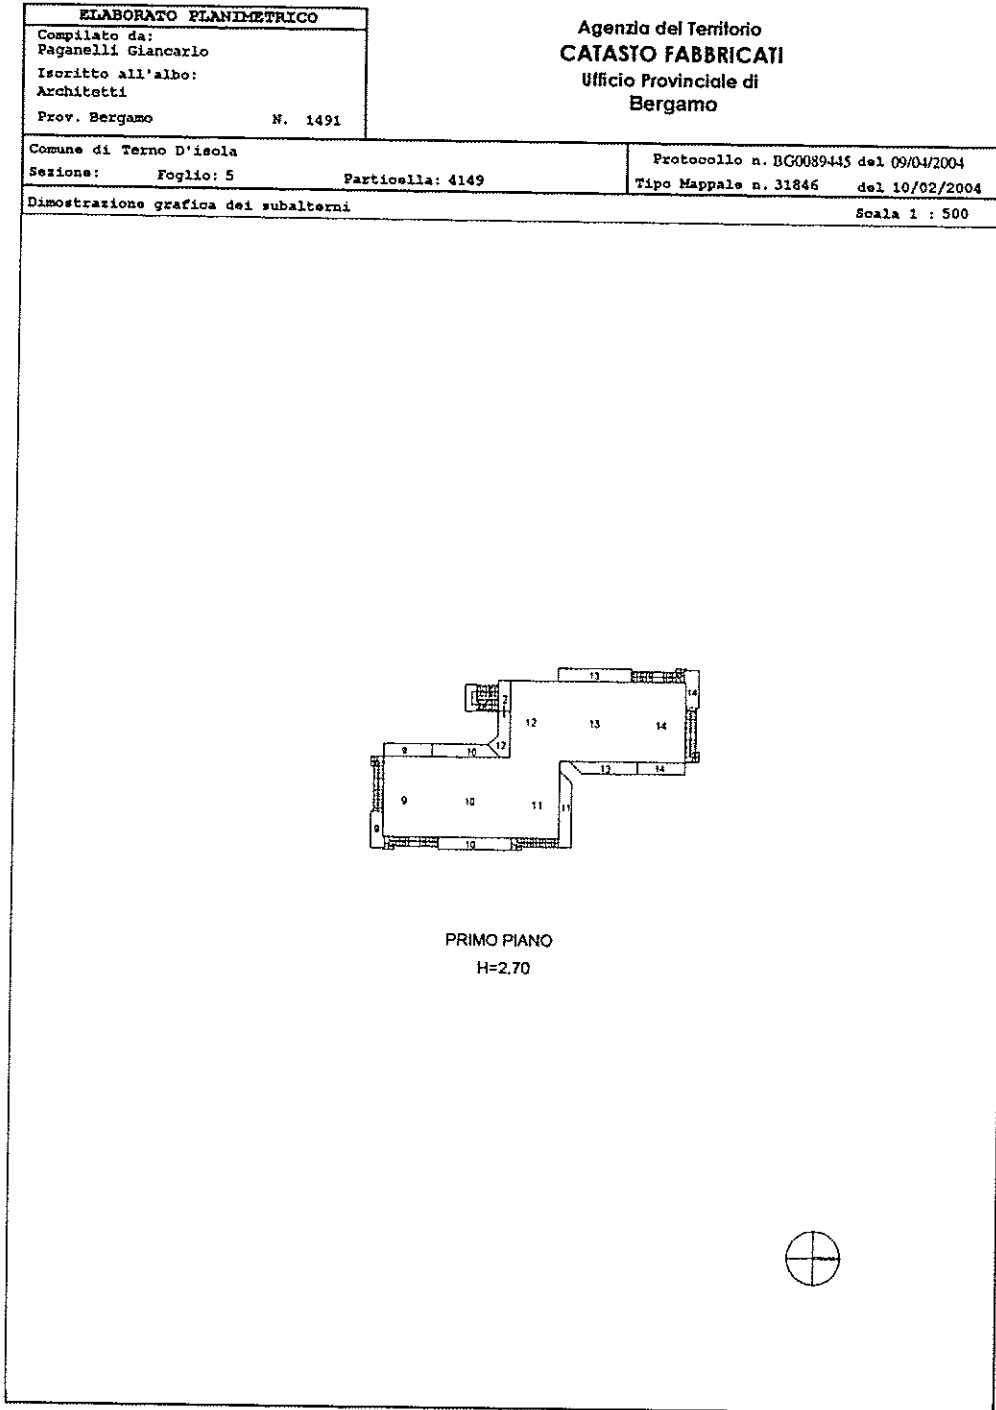 ELABORATO PLANIMETRICO
Compilato da:
Paganelli Giancarlo
Iscritto all'albo:
Architetti
Prov. Bergamo N. 1491
Agenzia del Territorio
CATASTO FABBRICATI
Ufficio Provinciale di
Bergamo
Comune di Terno D'isola
Sezione: Foglio: 5 Particella: 4149
Protocollo n. BG0089445 del 09/04/2004
Tipo Mappale n. 31846 del 10/02/2004
Dimostrazione grafica dei subalterni
Scala 1 : 500
13
2 14
12 13 14
12
9 10
13 14
9 10 11 11
9
10
PRIMO PIANO
H=2,70